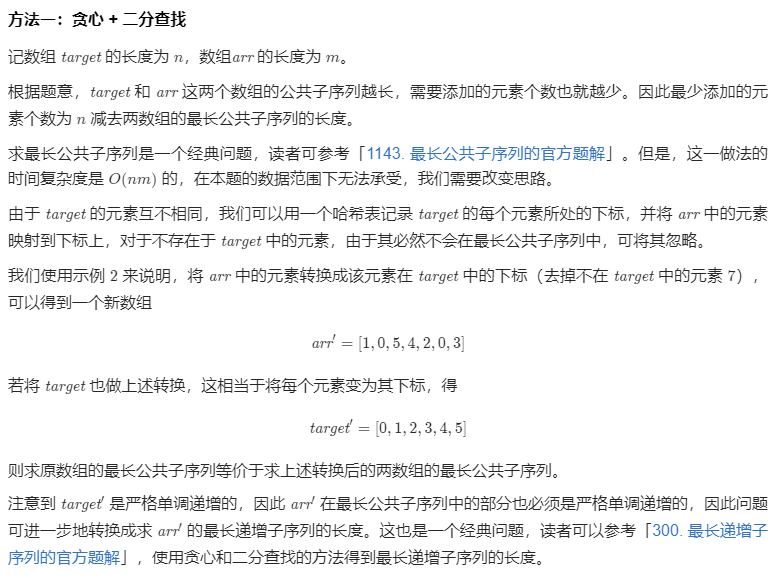 方法一：贪心 + 二分查找
记数组 target 的长度为 n，数组arr 的长度为 m。
根据题意，target 和 arr 这两个数组的公共子序列越长，需要添加的元素个数也就越少。因此最少添加的元
素个数为 n 减去两数组的最长公共子序列的长度。
求最长公共子序列是一个经典问题，读者可参考「1143. 最长公共子序列的官方题解」。但是，这一做法的
时间复杂度是 O(nm) 的，在本题的数据范围下无法承受，我们需要改变思路。
由于 target 的元素互不相同，我们可以用一个哈希表记录 target 的每个元素所处的下标，并将 arr 中的元素
映射到下标上，对于不存在于 target 中的元素，由于其必然不会在最长公共子序列中，可将其忽略。
我们使用示例 2 来说明，将 arr 中的元素转换成该元素在 target 中的下标（去掉不在 target 中的元素 7），
可以得到一个新数组
arr′ = [1, 0, 5, 4, 2, 0, 3]
若将 target 也做上述转换，这相当于将每个元素变为其下标，得
target′ = [0, 1, 2, 3, 4, 5]
则求原数组的最长公共子序列等价于求上述转换后的两数组的最长公共子序列。
注意到 target′ 是严格单调递增的，因此 arr′ 在最长公共子序列中的部分也必须是严格单调递增的，因此问题
可进一步地转换成求 arr′ 的最长递增子序列的长度。这也是一个经典问题，读者可以参考「300. 最长递增子
序列的官方题解」，使用贪心和二分查找的方法得到最长递增子序列的长度。